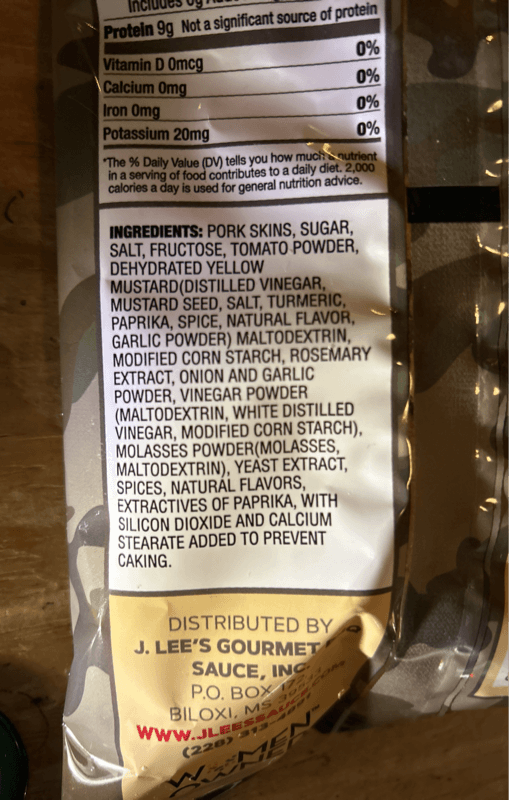 Includes 0g
Protein 9g Not a significant source of protein
Vitamin D 0mcg 0%
Calcium 0mg 0%
Iron 0mg 0%
Potassium 20mg 0%
*The % Daily Value (DV) tells you how much a nutrient
in a serving of food contributes to a daily diet. 2,000
calories a day is used for general nutrition advice.
INGREDIENTS: PORK SKINS, SUGAR,
SALT, FRUCTOSE, TOMATO POWDER,
DEHYDRATED YELLOW
MUSTARD(DISTILLED VINEGAR,
MUSTARD SEED, SALT, TURMERIC,
PAPRIKA, SPICE, NATURAL FLAVOR,
GARLIC POWDER) MALTODEXTRIN,
MODIFIED CORN STARCH, ROSEMARY
EXTRACT, ONION AND GARLIC
POWDER, VINEGAR POWDER
(MALTODEXTRIN, WHITE DISTILLED
VINEGAR, MODIFIED CORN STARCH),
MOLASSES POWDER(MOLASSES,
MALTODEXTRIN), YEAST EXTRACT,
SPICES, NATURAL FLAVORS,
EXTRACTIVES OF PAPRIKA, WITH
SILICON DIOXIDE AND CALCIUM
STEARATE ADDED TO PREVENT
CAKING.
DISTRIBUTED BY
J. LEE'S GOURMET
SAUCE, INC
P.O. BOX
BILOXI, MS
(228)
WOMEN
OWNED